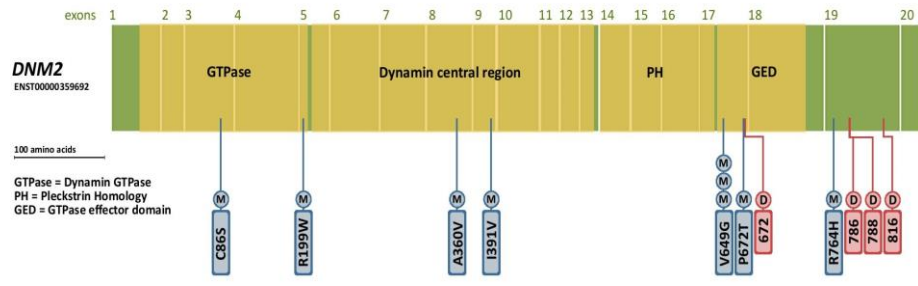 exons 1 2 3 4 5 6 7 8 9 10 11 12 13 14 15 16 17 18 19 20
DNM2
ENST00000359692
GTPase Dynamin central region PH GED
100 amino acids
GTPase = Dynamin GTPase
PH = Pleckstrin Homology
GED = GTPase effector domain
M
M
M M M M M M D M D D D
C86S R199W A360V I391V V649G P672T 672 R764H 786 788 816